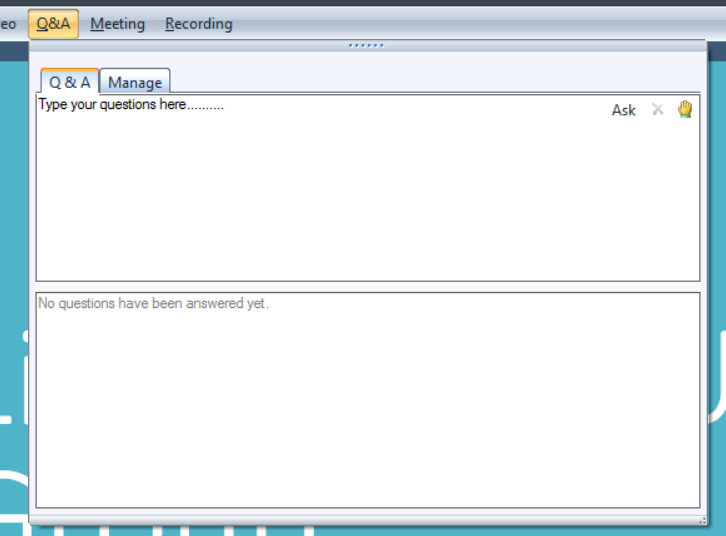 eo Q&A Meeting Recording
Q & A Manage
Type your questions here..........
Ask
No questions have been answered yet.